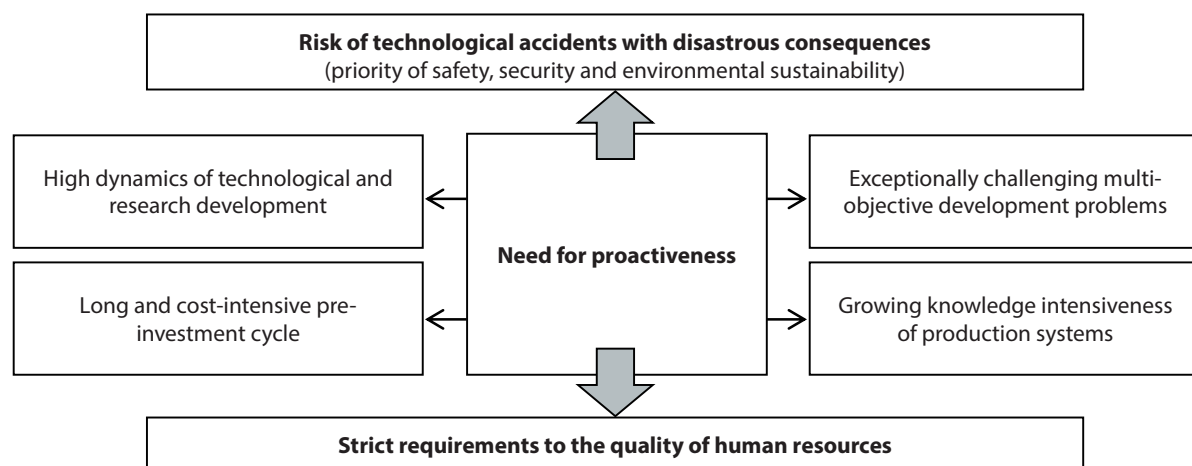 Risk of technological accidents with disastrous consequences
(priority of safety, security and environmental sustainability)
High dynamics of technological and
research development
Exceptionally challenging multi-
objective development problems
Need for proactiveness
Long and cost-intensive pre-
investment cycle
Growing knowledge intensiveness
of production systems
Strict requirements to the quality of human resources